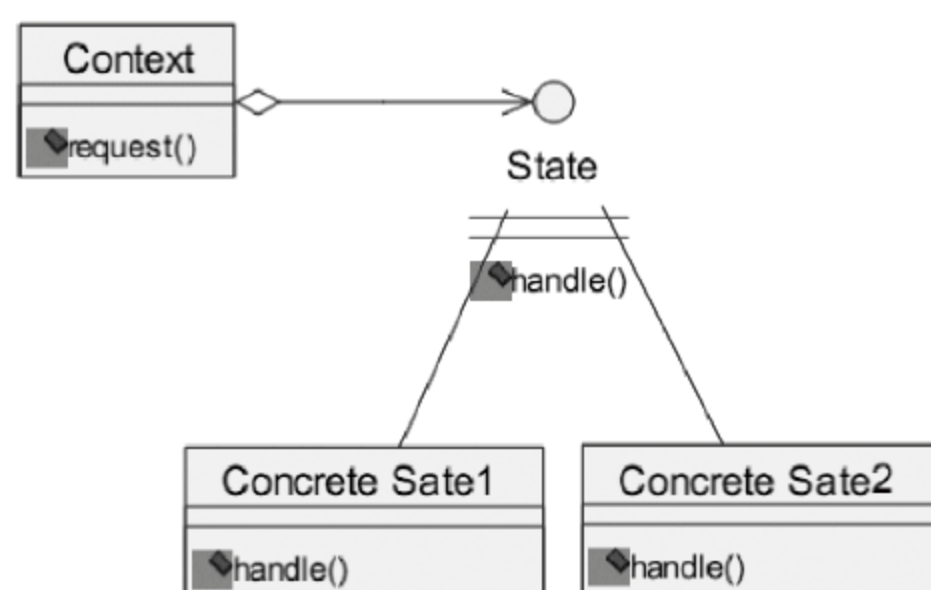 Context
request()
State
handle()
Concrete Sate1
handle()
Concrete Sate2
handle()